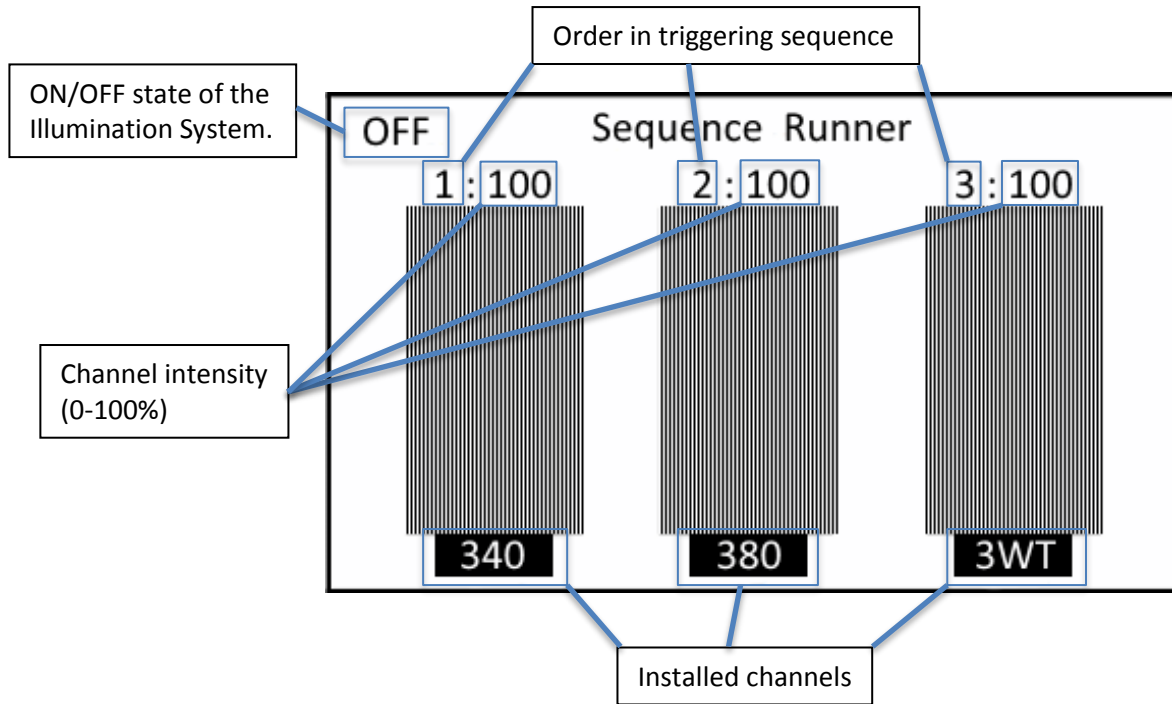 Order in triggering sequence
ON/OFF state of the
Illumination System.
OFF
Sequence Runner
1 : 100
2 : 100
3 : 100
Channel intensity
(0-100%)
340
380
3WT
Installed channels